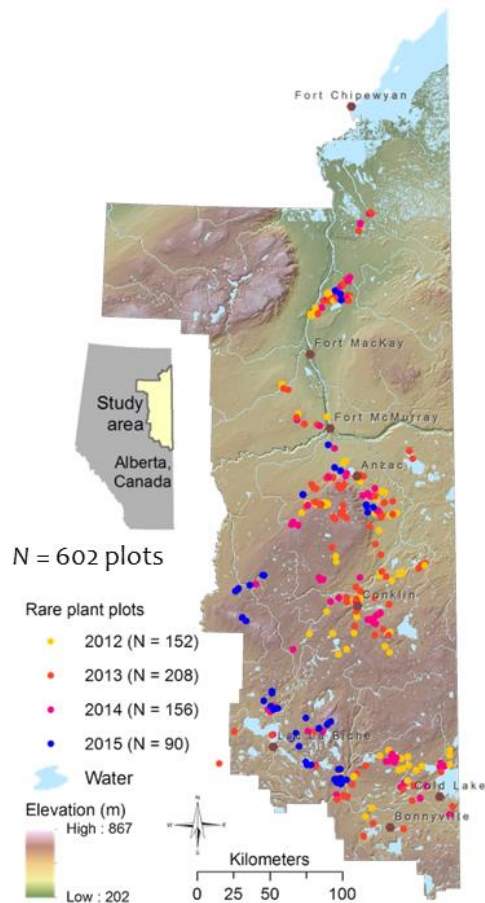 Fort Chipewyan
Fort MacKay
Study
area
Fort McMurray
Alberta,
Canada
Anzac
N = 602 plots
Conklin
Rare plant plots
2012 (N = 152)
2013 (N = 208)
2014 (N = 156)
2015 (N = 90)
Lac La Biche
Water
Cold Lake
Elevation (m)
High : 867
Bonnyville
Low : 202
Kilometers
0 25 50 100